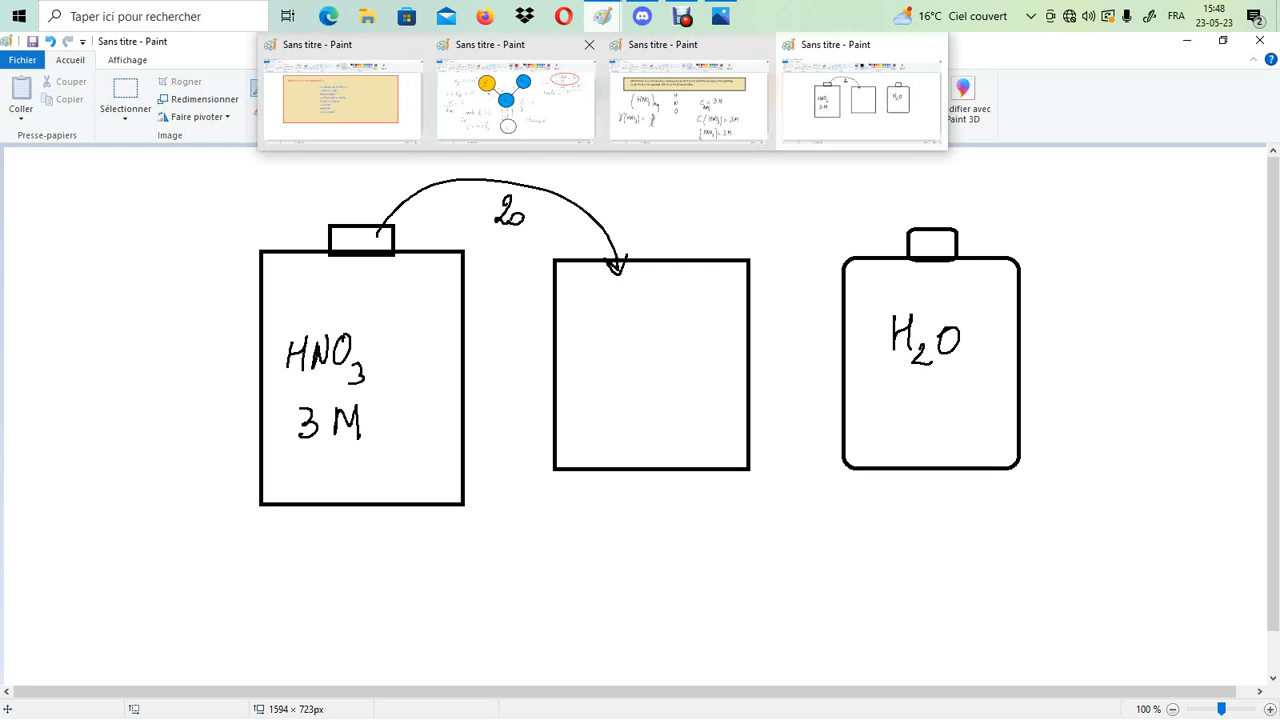 Taper ici pour rechercher
16°C Ciel couvert
FRA
15:48
23-05-23
2
Sans titre - Paint
Sans titre - Paint
Sans titre - Paint
Sans titre - Paint
Sans titre - Paint
Fichier
Accueil
Affichage
Coller
Couper
Copier
Presse-papiers
Sélectionner
Rogner
Redimensionner
Faire pivoter
Image
difier avec
Paint 3D
20
HNO3
3 M
H2O
1594 × 723px
100 %